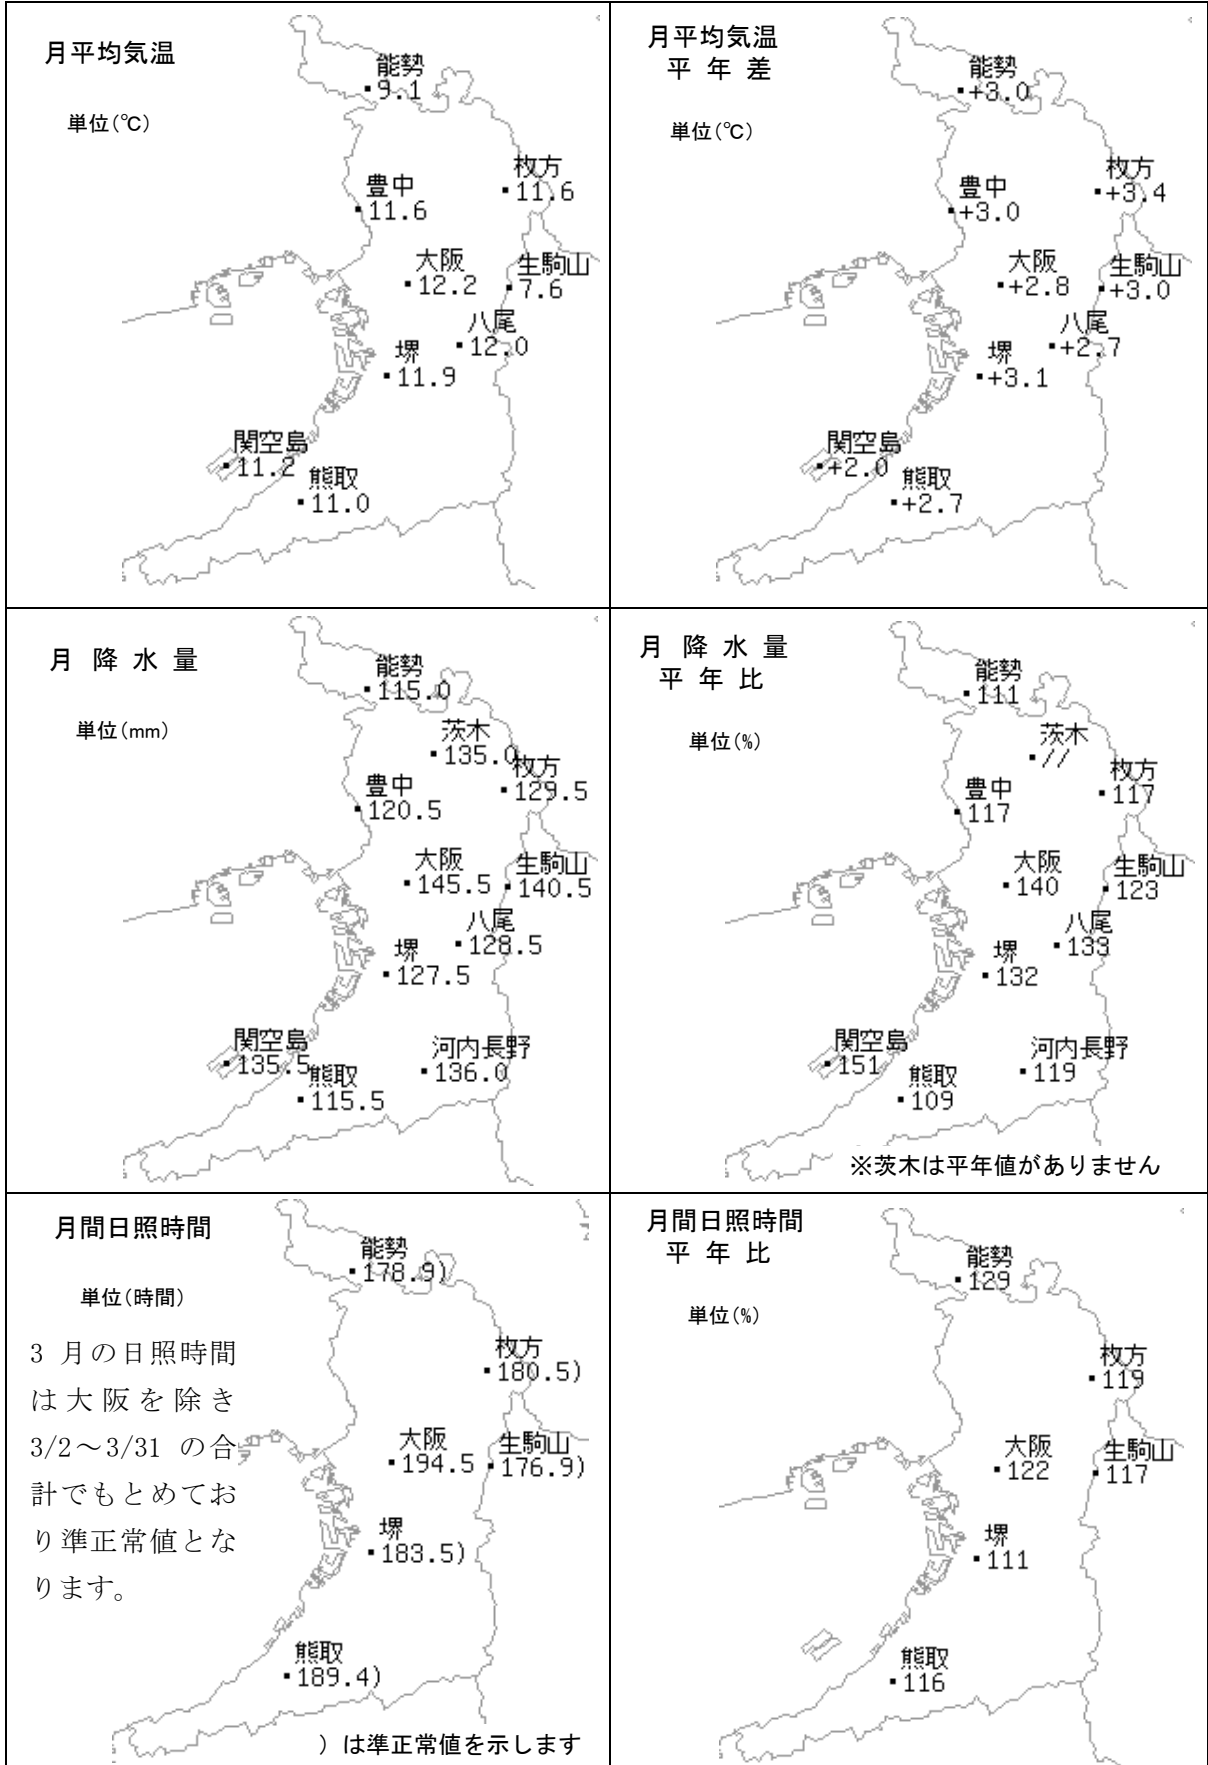 月平均気温
単位(℃)
能勢
9.1
枚方
11.6
豊中
11.6
大阪
12.2
生駒山
7.6
八尾
12.0
堺
11.9
関空島
11.2
熊取
11.0
月平均気温
平 年 差
単位(℃)
能勢
+3.0
枚方
+3.4
豊中
+3.0
大阪
+2.8
生駒山
+3.0
八尾
+2.7
堺
+3.1
関空島
+2.0
熊取
+2.7
月 降 水 量
単位(mm)
能勢
115.0
茨木
135.0
枚方
129.5
豊中
120.5
大阪
145.5
生駒山
140.5
八尾
128.5
堺
127.5
関空島
135.5
河内長野
136.0
熊取
115.5
月 降 水 量
平 年 比
単位(%)
能勢
111
茨木
//
枚方
117
豊中
117
大阪
140
生駒山
123
八尾
133
堺
132
関空島
151
河内長野
119
熊取
109
※茨木は平年値がありません
月間日照時間
単位(時間)
3 月の日照時間
は大阪を除き
3/2～3/31 の合
計でもとめてお
り準正常値とな
ります。
能勢
178.9)
枚方
180.5)
大阪
194.5
生駒山
176.9)
堺
183.5)
熊取
189.4)
) は準正常値を示します
月間日照時間
平 年 比
単位(%)
能勢
129
枚方
119
大阪
122
生駒山
117
堺
111
熊取
116